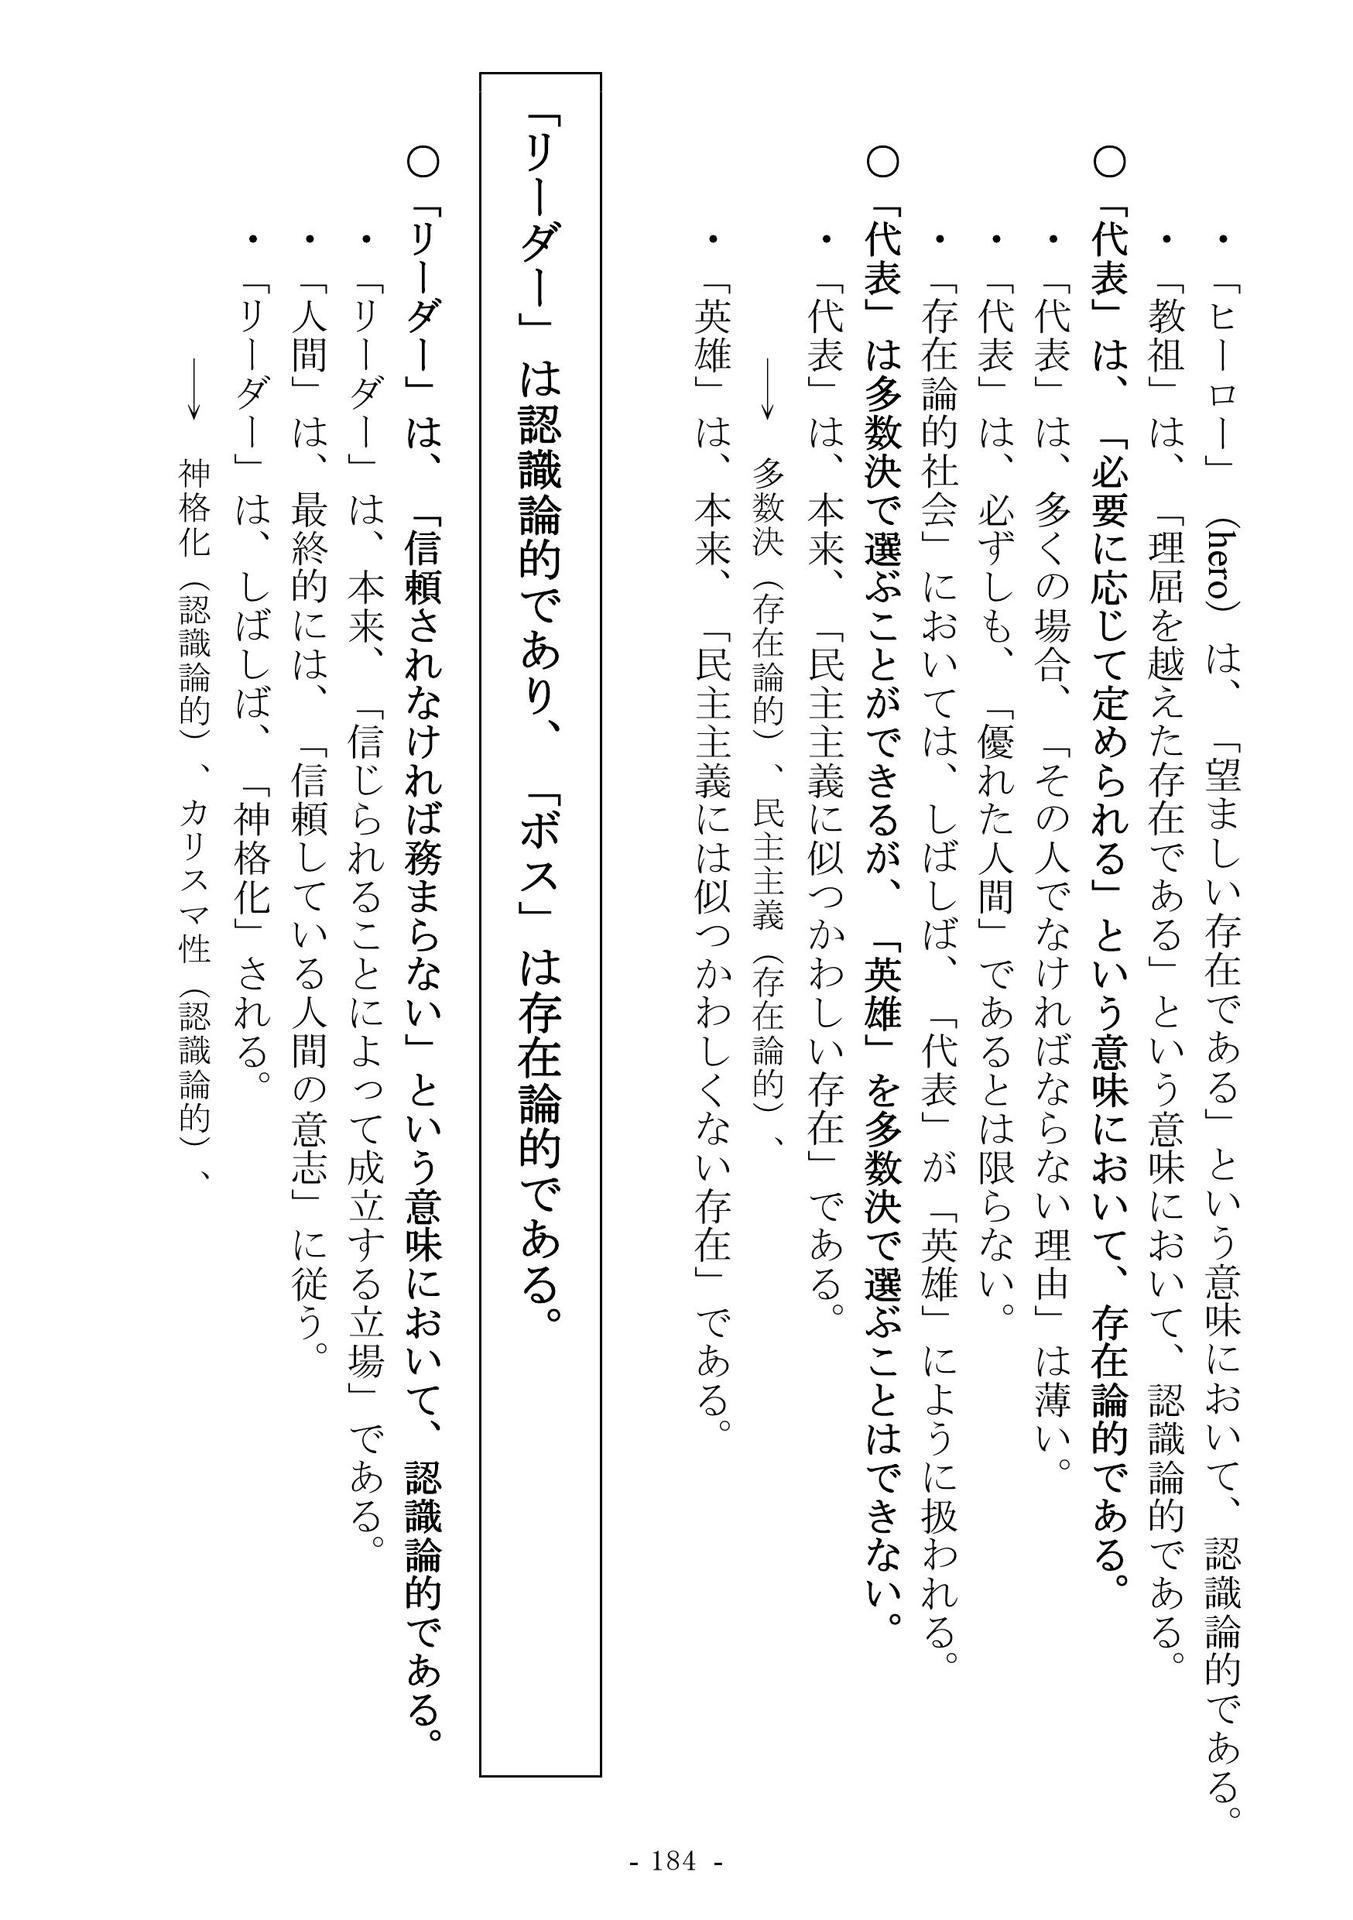 ・「ヒーロー」（hero）は、「望ましい存在である」という意味において、認識論的である。
・「教祖」は、「理屈を越えた存在である」という意味において、認識論的である。
〇「代表」は、「必要に応じて定められる」という意味において、存在論的である。
・「代表」は、多くの場合、「その人でなければならない理由」は薄い。
・「代表」は、必ずしも、「優れた人間」であるとは限らない。
・「存在論的社会」においては、しばしば、「代表」が「英雄」にように扱われる。
〇「代表」は多数決で選ぶことができるが、「英雄」を多数決で選ぶことはできない。
・「代表」は、本来、「民主主義に似つかわしい存在」である。
→ 多数決（存在論的）、民主主義（存在論的）、
・「英雄」は、本来、「民主主義には似つかわしくない存在」である。
「リーダー」は認識論的であり、「ボス」は存在論的である。
〇「リーダー」は、「信頼されなければ務まらない」という意味において、認識論的である。
・「リーダー」は、本来、「信じられることによって成立する立場」である。
・「人間」は、最終的には、「信頼している人間の意志」に従う。
・「リーダー」は、しばしば、「神格化」される。
→ 神格化（認識論的）、カリスマ性（認識論的）、
- 184 -